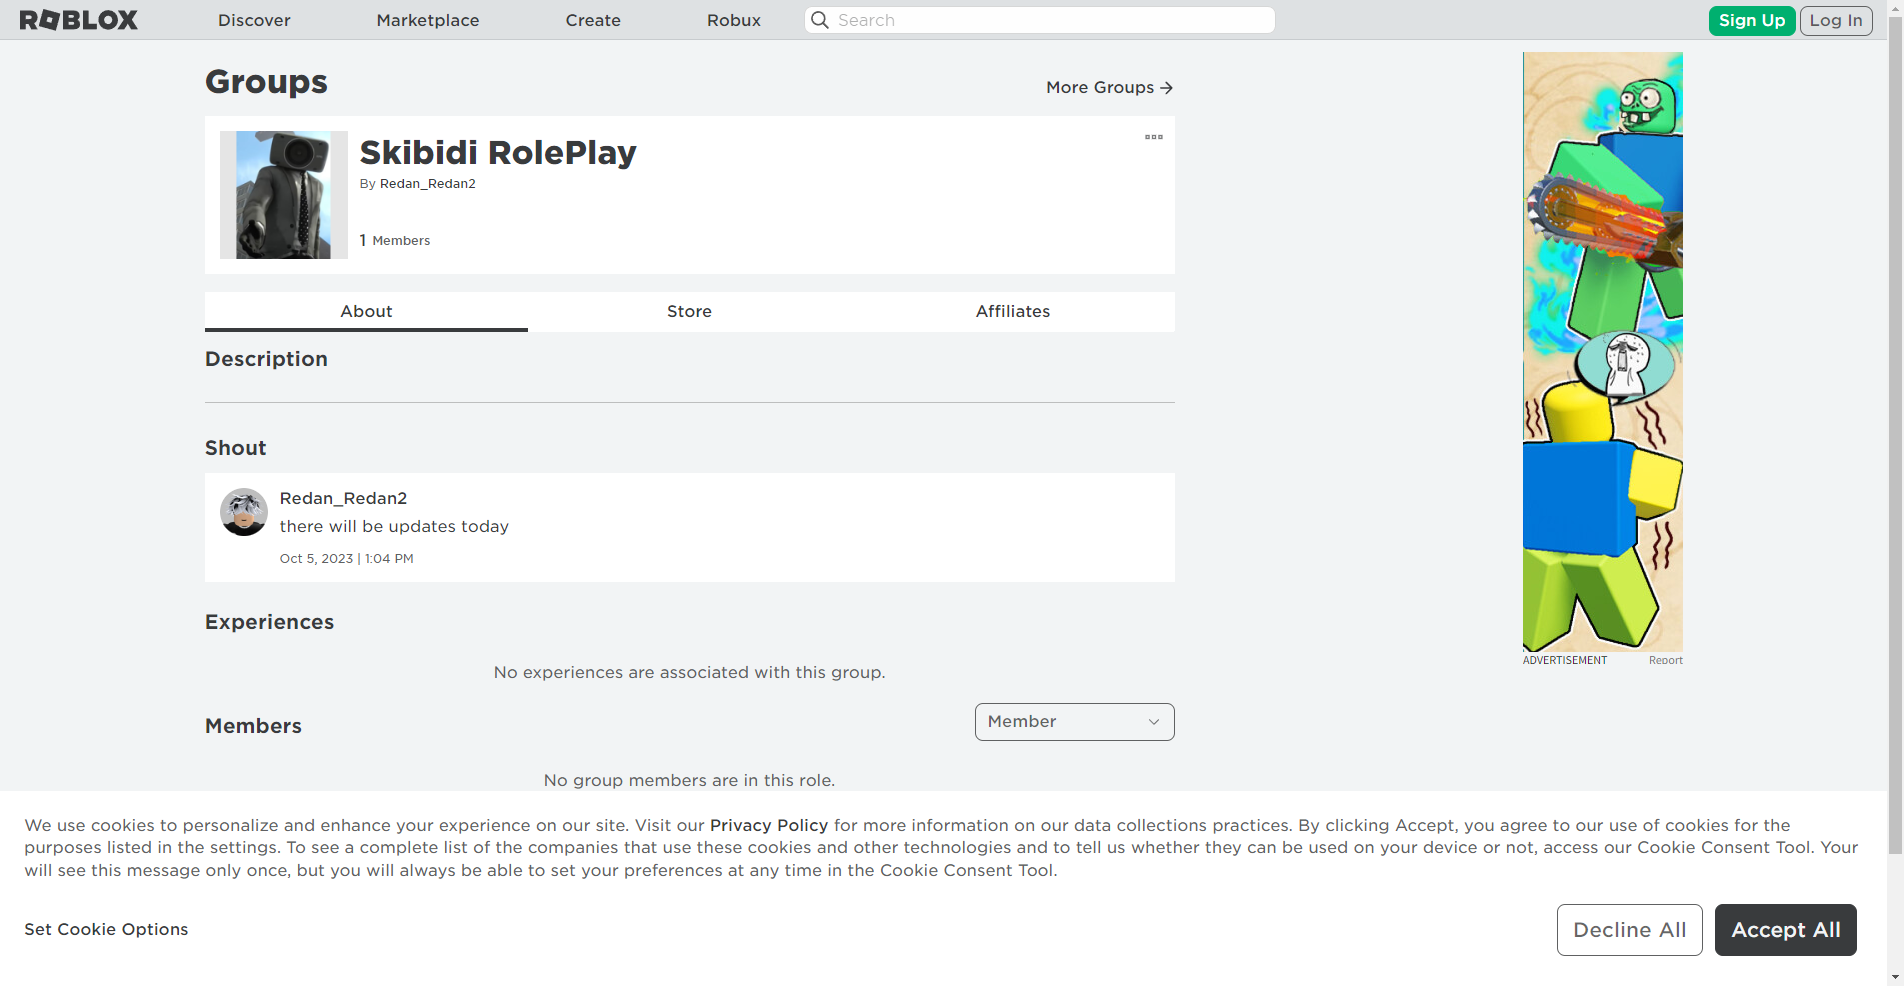 ROBLOX
Discover
Marketplace
Create
Robux
Search
Sign Up
Log In
Groups
More Groups
Skibidi RolePlay
By Redan_Redan2
1 Members
About
Store
Affiliates
Description
Shout
Redan_Redan2
there will be updates today
Oct 5, 2023 | 1:04 PM
Experiences
No experiences are associated with this group.
ADVERTISEMENT
Report
Members
Member
No group members are in this role.
We use cookies to personalize and enhance your experience on our site. Visit our Privacy Policy for more information on our data collections practices. By clicking Accept, you agree to our use of cookies for the
purposes listed in the settings. To see a complete list of the companies that use these cookies and other technologies and to tell us whether they can be used on your device or not, access our Cookie Consent Tool. Your
will see this message only once, but you will always be able to set your preferences at any time in the Cookie Consent Tool.
Set Cookie Options
Decline All
Accept All